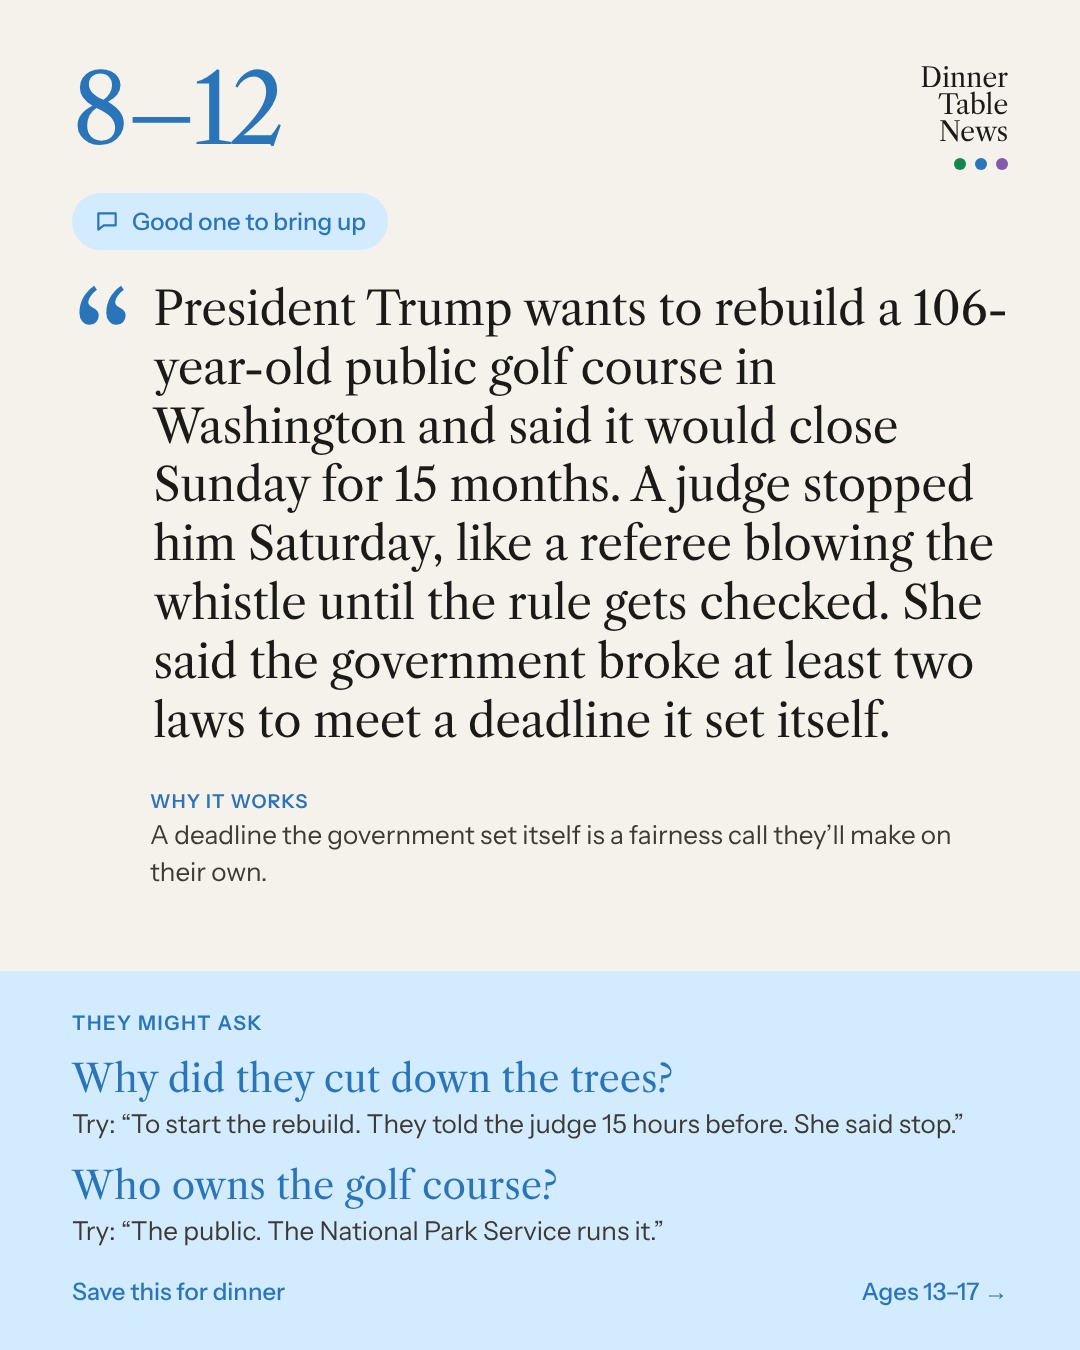 8–12
Dinner
Table
News
Good one to bring up
“ President Trump wants to rebuild a 106-
year-old public golf course in
Washington and said it would close
Sunday for 15 months. A judge stopped
him Saturday, like a referee blowing the
whistle until the rule gets checked. She
said the government broke at least two
laws to meet a deadline it set itself.
WHY IT WORKS
A deadline the government set itself is a fairness call they’ll make on
their own.
THEY MIGHT ASK
Why did they cut down the trees?
Try: “To start the rebuild. They told the judge 15 hours before. She said stop.”
Who owns the golf course?
Try: “The public. The National Park Service runs it.”
Save this for dinner
Ages 13–17 →